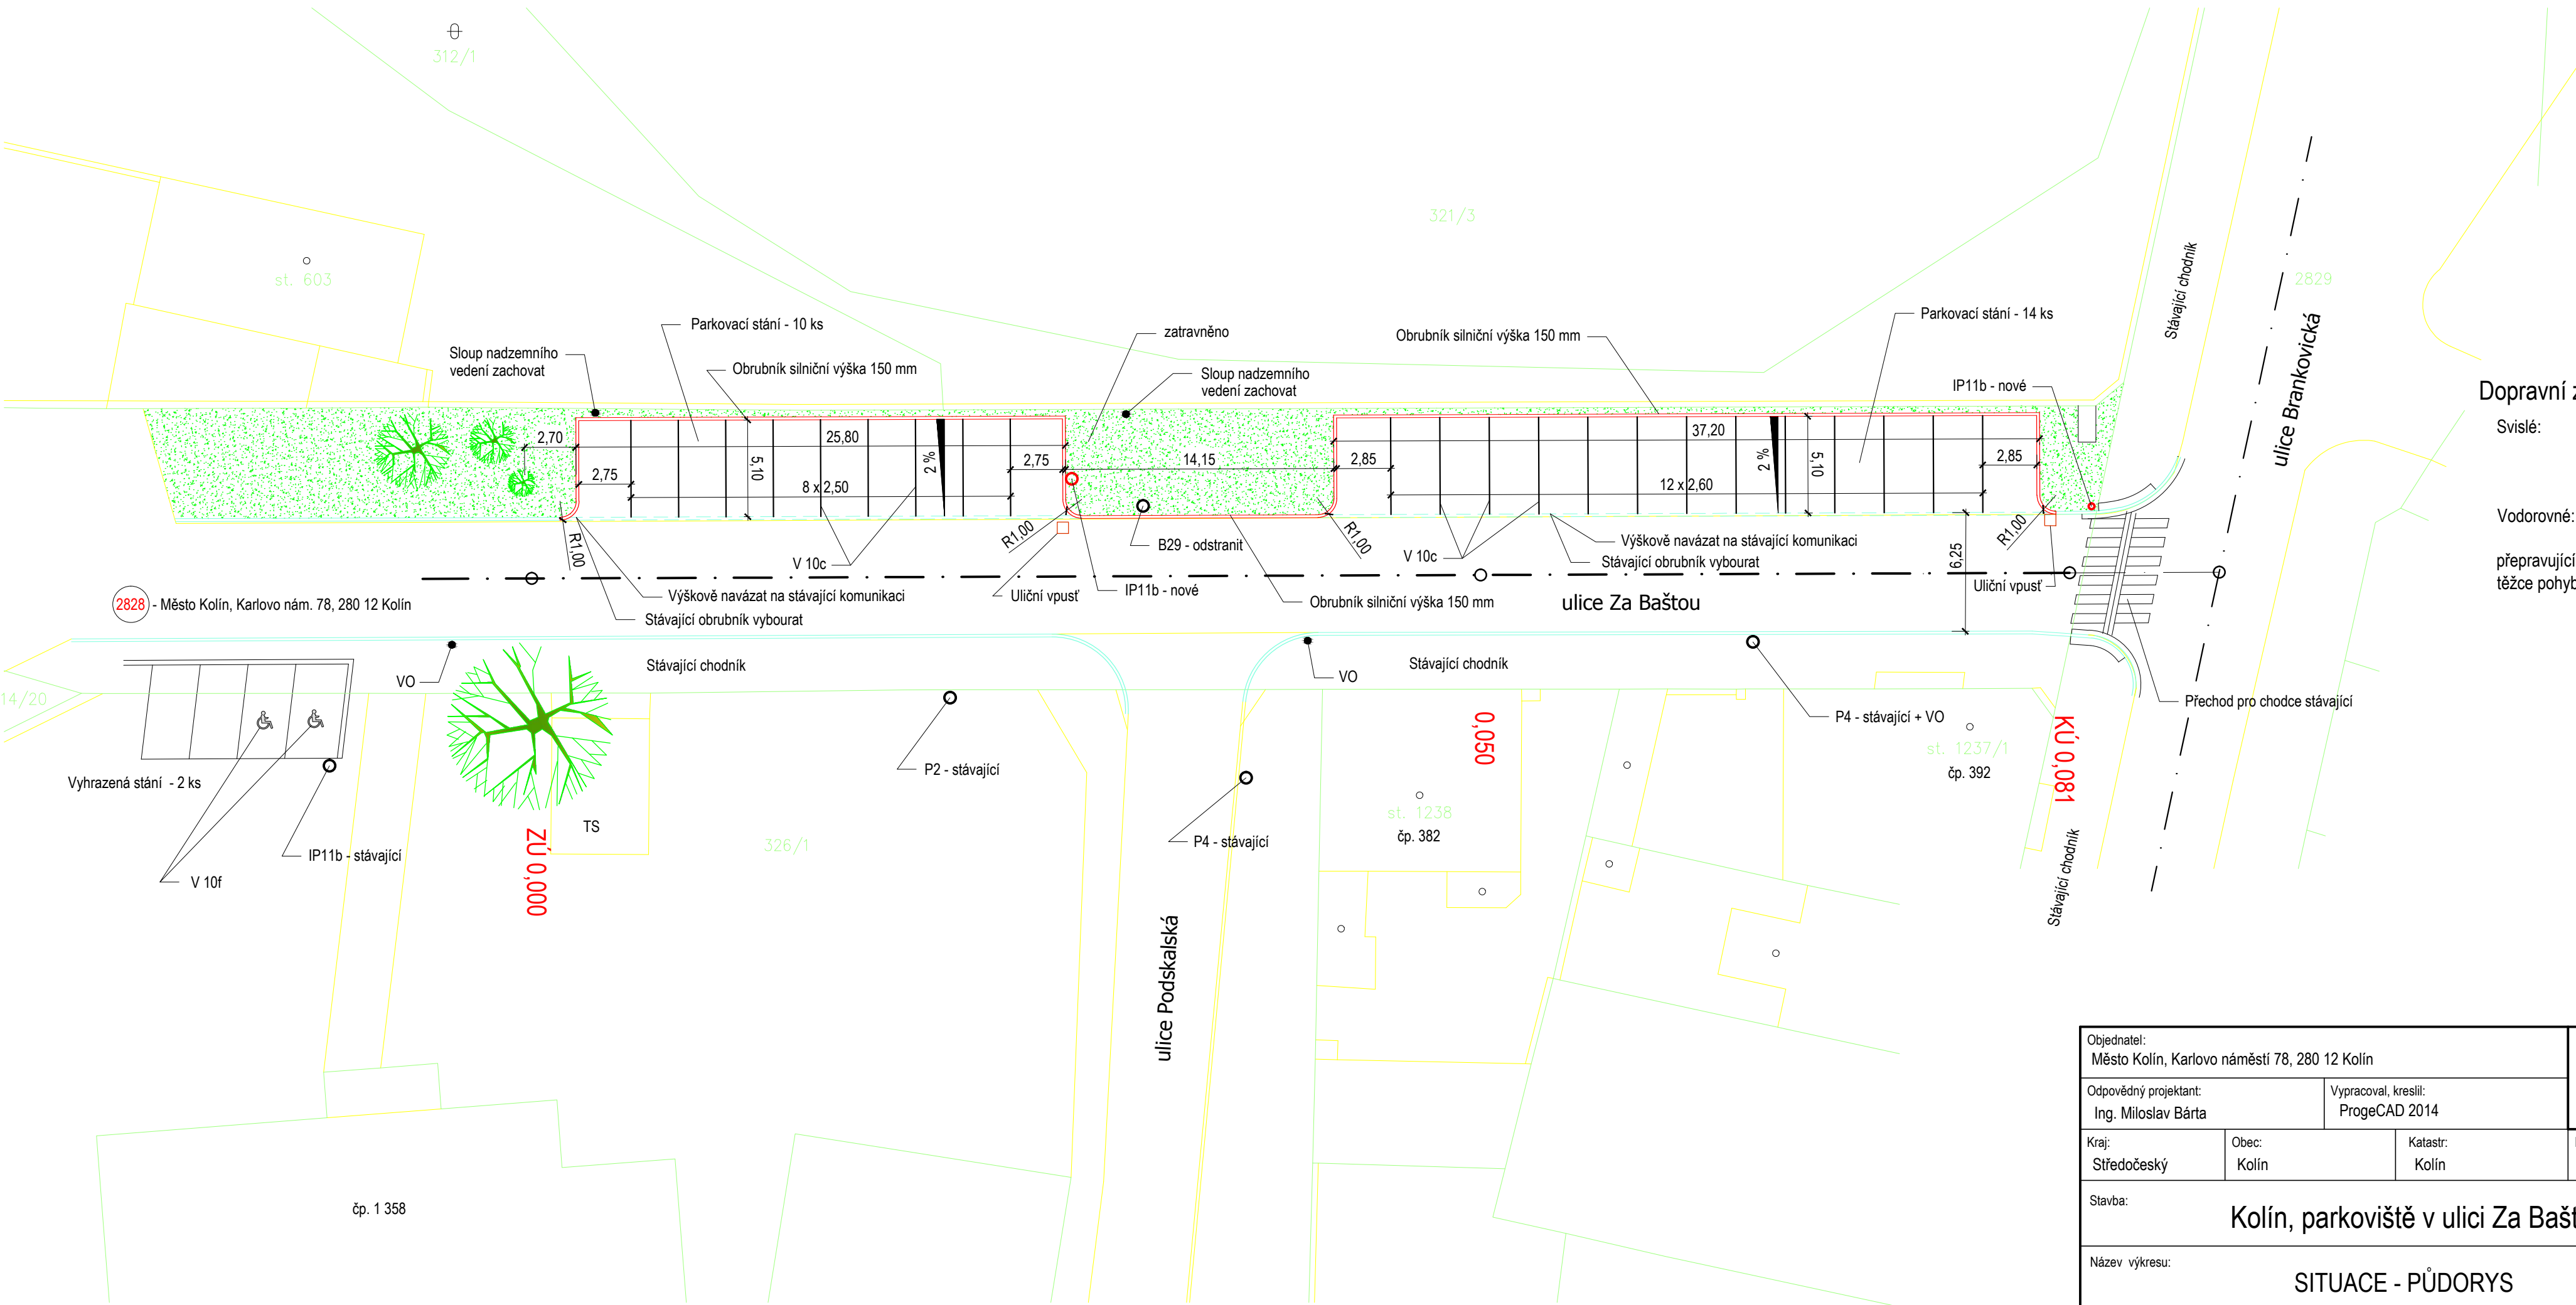 312/1
st. 603
321/3
2829
Stávající chodník
ulice Brankovická
Parkovací stání - 10 ks
Sloup nadzemního
vedení zachovat
Obrubník silniční výška 150 mm
zatravněno
Sloup nadzemního
vedení zachovat
Obrubník silniční výška 150 mm
Parkovací stání - 14 ks
IP11b - nové
Dopravní
Svislé:
Vodorovné:
přepravující
těžce
2,70
25,80
2,75
5,10
2 %
8 x 2,50
2,75
14,15
2,85
37,20
12 x 2,60
2 %
5,10
2,85
R1,00
R1,00
R1,00
R1,00
6,25
V 10c
B29 - odstranit
V 10c
Výškově navázat na stávající komunikaci
Stávající obrubník vybourat
2828 - Město Kolín, Karlovo nám. 78, 280 12 Kolín
Výškově navázat na stávající komunikaci
Stávající obrubník vybourat
Uliční vpusť
IP11b - nové
Obrubník silniční výška 150 mm
ulice Za Baštou
Uliční vpusť
VO
Stávající chodník
VO
Stávající chodník
P4 - stávající + VO
Přechod pro chodce stávající
14/20
Vyhrazená stání - 2 ks
IP11b - stávající
V 10f
ZÚ 0,000
TS
326/1
P2 - stávající
P4 - stávající
ulice Podskalská
0,050
st. 1238
čp. 382
st. 1237/1
čp. 392
KÚ 0,081
Stávající chodník
čp. 1 358
Objednatel:
Město Kolín, Karlovo náměstí 78, 280 12 Kolín
Odpovědný projektant:
Vypracoval, kreslil:
Ing. Miloslav Bárta
ProgeCAD 2014
Kraj:
Obec:
Katastr:
Středočeský
Kolín
Kolín
Stavba:
Kolín, parkoviště v ulici Za Bašt
Název výkresu:
SITUACE - PŮDORYS